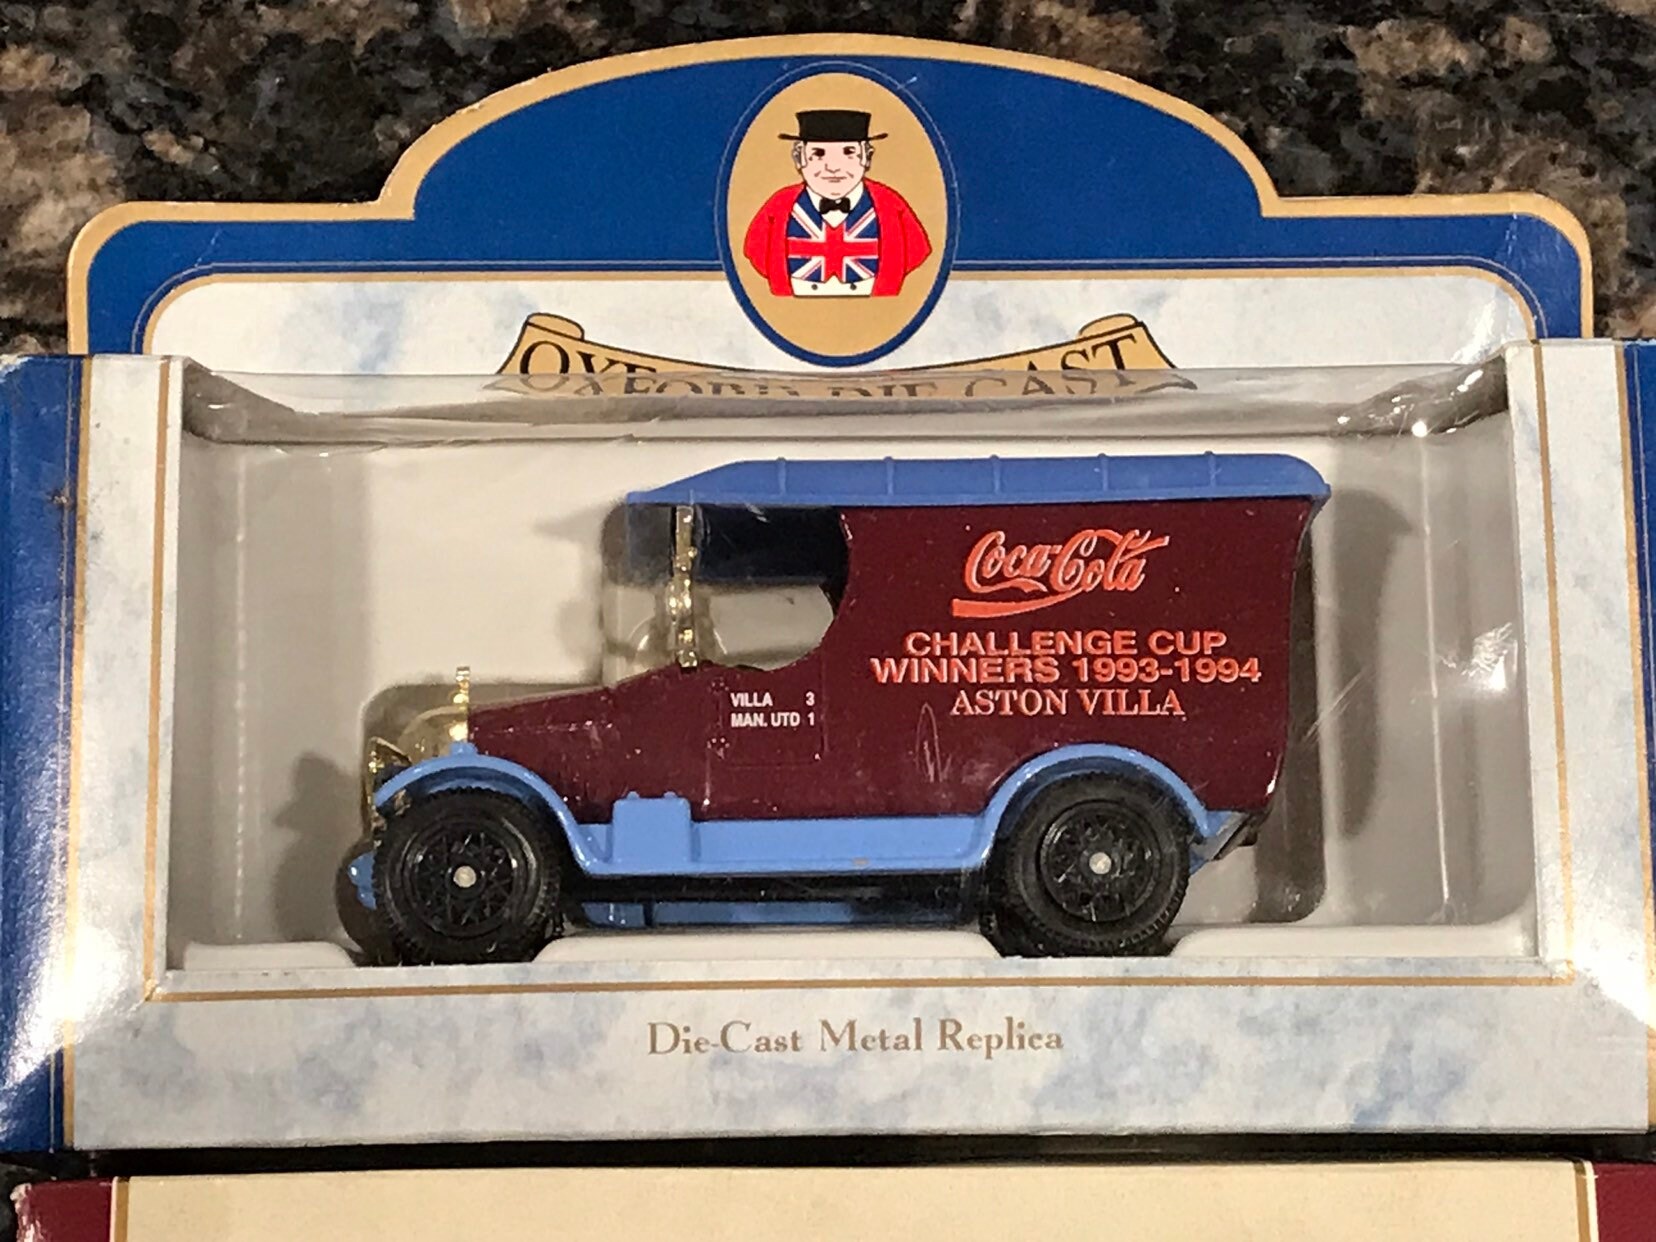 OXFORD DIE CAST
Coca-Cola
CHALLENGE CUP
WINNERS 1993-1994
ASTON VILLA
VILLA 3
MAN. UTD 1
Die-Cast Metal Replica